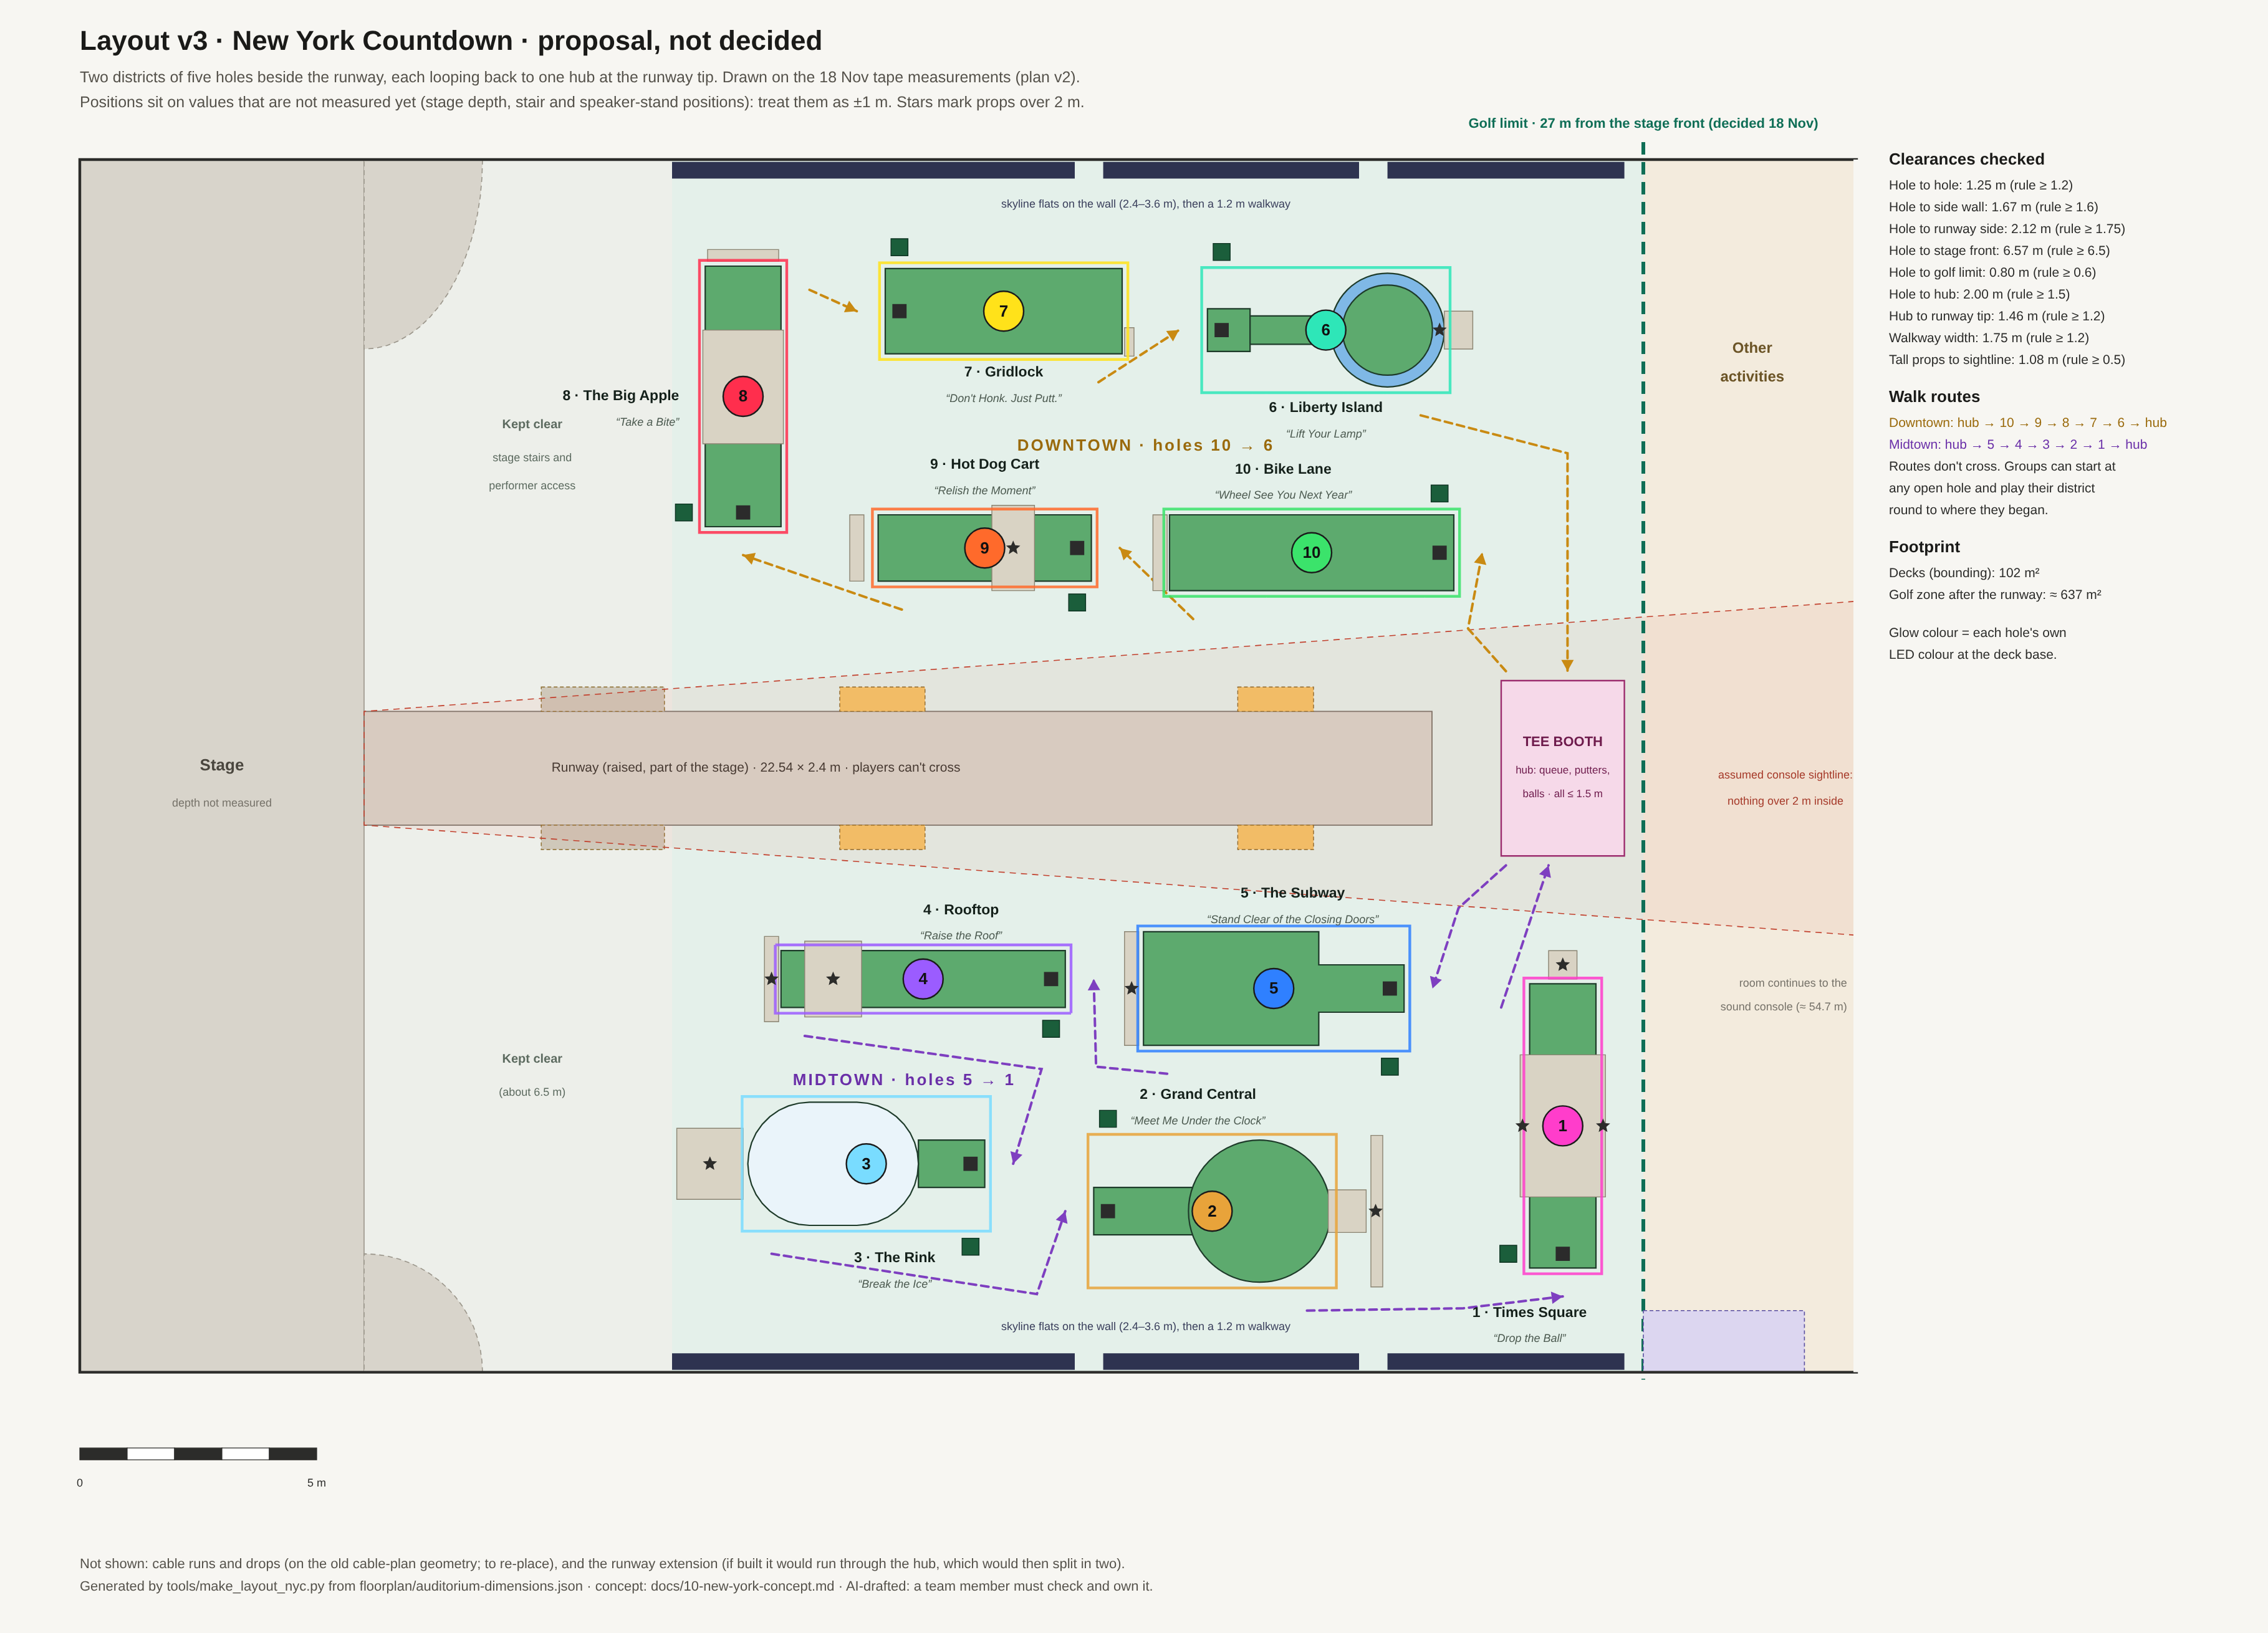 Layout v3 · New York Countdown · proposal, not decided
Two districts of five holes beside the runway, each looping back to one hub at the runway tip. Drawn on the 18 Nov tape measurements (plan v2).
Positions sit on values that are not measured yet (stage depth, stair and speaker-stand positions): treat them as ±1 m. Stars mark props over 2 m.
Golf limit · 27 m from the stage front (decided 18 Nov)
skyline flats on the wall (2.4–3.6 m), then a 1.2 m walkway
7
6
7 · Gridlock
“Don't Honk. Just Putt.”
8
8 · The Big Apple
“Take a Bite”
6 · Liberty Island
“Lift Your Lamp”
Kept clear
stage stairs and
performer access
DOWNTOWN · holes 10 → 6
9 · Hot Dog Cart
“Relish the Moment”
10 · Bike Lane
“Wheel See You Next Year”
9
10
Other
activities
Stage
depth not measured
Runway (raised, part of the stage) · 22.54 × 2.4 m · players can't cross
TEE BOOTH
hub: queue, putters,
balls · all ≤ 1.5 m
assumed console sightline:
nothing over 2 m inside
5 · The Subway
“Stand Clear of the Closing Doors”
4 · Rooftop
“Raise the Roof”
4
5
room continues to the
sound console (≈ 54.7 m)
Kept clear
(about 6.5 m)
MIDTOWN · holes 5 → 1
2 · Grand Central
“Meet Me Under the Clock”
1
3
2
3 · The Rink
“Break the Ice”
1 · Times Square
“Drop the Ball”
skyline flats on the wall (2.4–3.6 m), then a 1.2 m walkway
Clearances checked
Hole to hole: 1.25 m (rule ≥ 1.2)
Hole to side wall: 1.67 m (rule ≥ 1.6)
Hole to runway side: 2.12 m (rule ≥ 1.75)
Hole to stage front: 6.57 m (rule ≥ 6.5)
Hole to golf limit: 0.80 m (rule ≥ 0.6)
Hole to hub: 2.00 m (rule ≥ 1.5)
Hub to runway tip: 1.46 m (rule ≥ 1.2)
Walkway width: 1.75 m (rule ≥ 1.2)
Tall props to sightline: 1.08 m (rule ≥ 0.5)
Walk routes
Downtown: hub → 10 → 9 → 8 → 7 → 6 → hub
Midtown: hub → 5 → 4 → 3 → 2 → 1 → hub
Routes don't cross. Groups can start at
any open hole and play their district
round to where they began.
Footprint
Decks (bounding): 102 m²
Golf zone after the runway: ≈ 637 m²
Glow colour = each hole's own
LED colour at the deck base.
0
5 m
Not shown: cable runs and drops (on the old cable-plan geometry; to re-place), and the runway extension (if built it would run through the hub, which would then split in two).
Generated by tools/make_layout_nyc.py from floorplan/auditorium-dimensions.json · concept: docs/10-new-york-concept.md · AI-drafted: a team member must check and own it.